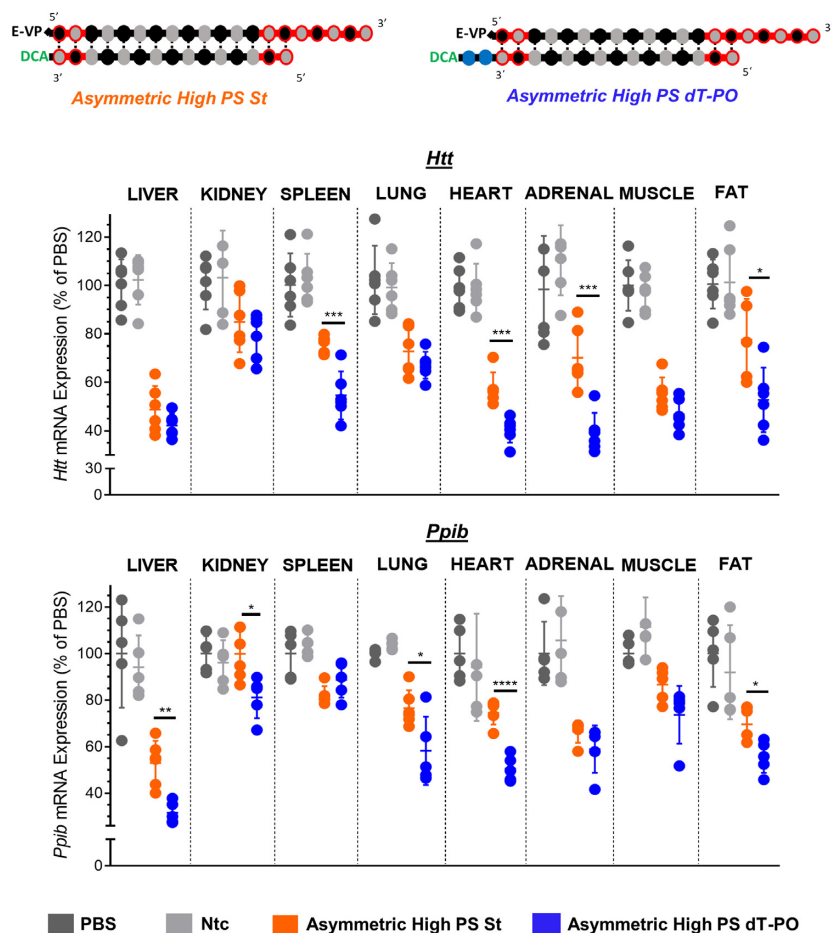 5′
5′
E-VP
3′
E-VP
3
DCA
DCA
3′
5′
3′
5′
Asymmetric High PS St
Asymmetric High PS dT-PO
Htt
LIVER KIDNEY SPLEEN LUNG HEART ADRENAL MUSCLE FAT
Htt mRNA Expression (% of PBS)
120
100
80
60
40
30
0
***
***
***
*
Ppib
LIVER KIDNEY SPLEEN LUNG HEART ADRENAL MUSCLE FAT
Ppib mRNA Expression (% of PBS)
120
100
80
60
40
0
**
*
*
****
*
PBS Ntc Asymmetric High PS St Asymmetric High PS dT-PO